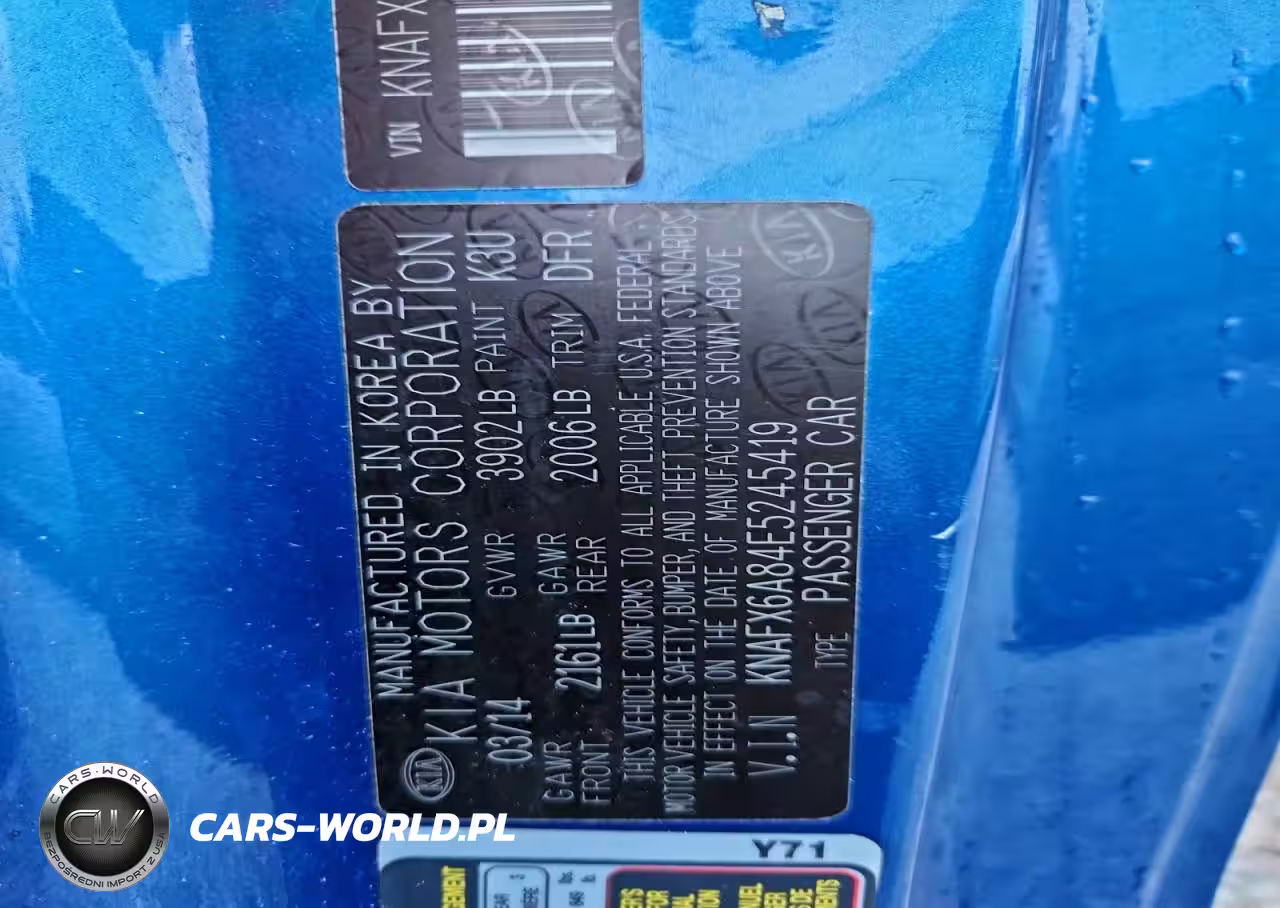 VIN KNAFX
MANUFACTURED IN KOREA BY
KIA KIA MOTORS CORPORATION
03/14 GVWR 3902LB PAINT K3U
GAWR FRONT 2161LB GAWR REAR 2006LB TRIM DFR
THIS VEHICLE CONFORMS TO ALL APPLICABLE U.S.A. FEDERAL
MOTOR VEHICLE SAFETY, BUMPER, AND THEFT PREVENTION STANDARDS
IN EFFECT ON THE DATE OF MANUFACTURE SHOWN ABOVE
V.I.N KNAFX6A84E5245419
TYPE PASSENGER CAR
Y71
CARS-WORLD
CW
BEZPOŚREDNI IMPORT Z USA
CARS-WORLD.PL